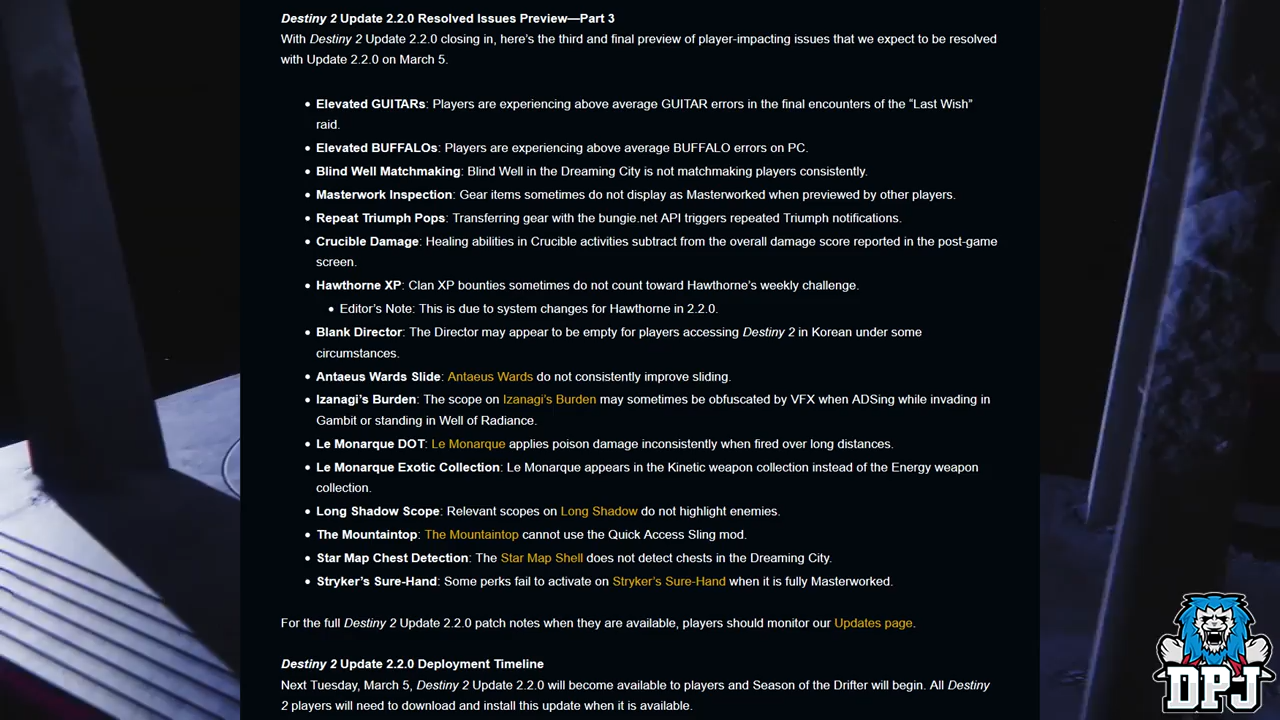 Destiny 2 Update 2.2.0 Resolved Issues Preview—Part 3
With Destiny 2 Update 2.2.0 closing in, here's the third and final preview of player-impacting issues that we expect to be resolved
with Update 2.2.0 on March 5.
• Elevated GUITARs: Players are experiencing above average GUITAR errors in the final encounters of the "Last Wish"
raid.
• Elevated BUFFALOs: Players are experiencing above average BUFFALO errors on PC.
• Blind Well Matchmaking: Blind Well in the Dreaming City is not matchmaking players consistently.
• Masterwork Inspection: Gear items sometimes do not display as Masterworked when previewed by other players.
• Repeat Triumph Pops: Transferring gear with the bungie.net API triggers repeated Triumph notifications.
• Crucible Damage: Healing abilities in Crucible activities subtract from the overall damage score reported in the post-game
screen.
• Hawthorne XP: Clan XP bounties sometimes do not count toward Hawthorne's weekly challenge.
• Editor's Note: This is due to system changes for Hawthorne in 2.2.0.
• Blank Director: The Director may appear to be empty for players accessing Destiny 2 in Korean under some
circumstances.
• Antaeus Wards Slide: Antaeus Wards do not consistently improve sliding.
• Izanagi's Burden: The scope on Izanagi's Burden may sometimes be obfuscated by VFX when ADSing while invading in
Gambit or standing in Well of Radiance.
• Le Monarque DOT: Le Monarque applies poison damage inconsistently when fired over long distances.
• Le Monarque Exotic Collection: Le Monarque appears in the Kinetic weapon collection instead of the Energy weapon
collection.
• Long Shadow Scope: Relevant scopes on Long Shadow do not highlight enemies.
• The Mountaintop: The Mountaintop cannot use the Quick Access Sling mod.
• Star Map Chest Detection: The Star Map Shell does not detect chests in the Dreaming City.
• Stryker's Sure-Hand: Some perks fail to activate on Stryker's Sure-Hand when it is fully Masterworked.
For the full Destiny 2 Update 2.2.0 patch notes when they are available, players should monitor our Updates page.
Destiny 2 Update 2.2.0 Deployment Timeline
Next Tuesday, March 5, Destiny 2 Update 2.2.0 will become available to players and Season of the Drifter will begin. All Destiny
2 players will need to download and install this update when it is available.
DPJ